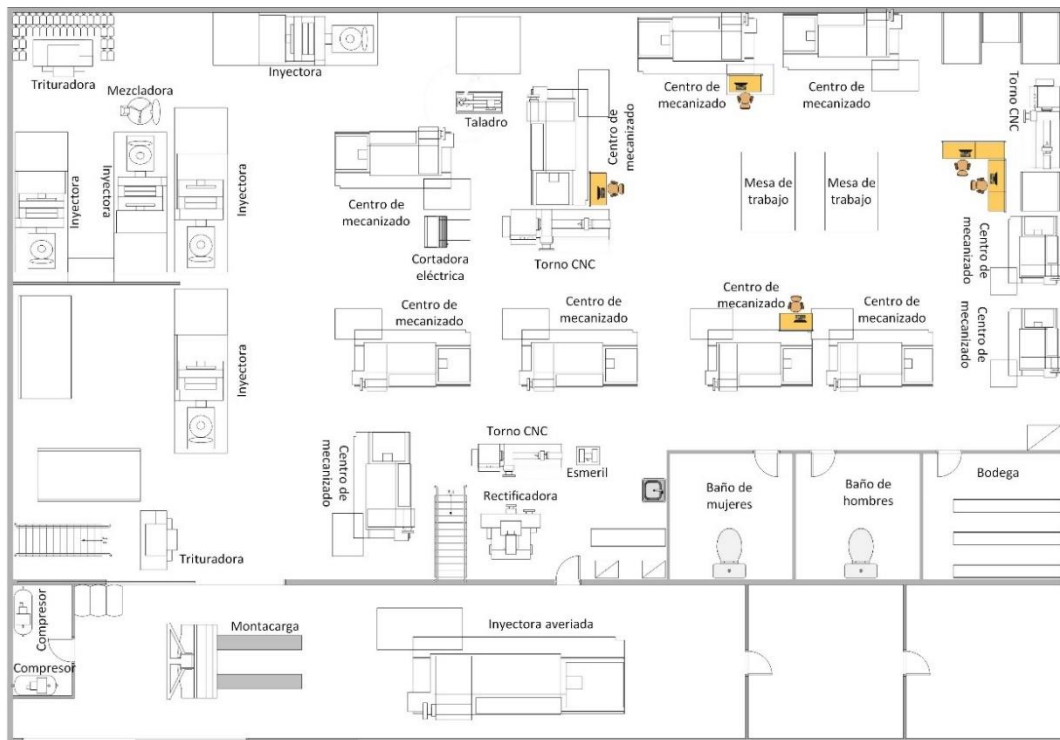 Trituradora
Mezcladora
Inyectora
Taladro
Centro de
mecanizado
Centro de
mecanizado
Centro de
mecanizado
Torno CNC
Inyectora
Inyectora
Inyectora
Centro de
mecanizado
Cortadora
eléctrica
Torno CNC
Mesa de
trabajo
Mesa de
trabajo
Centro de
mecanizado
Centro de
mecanizado
Inyectora
Centro de
mecanizado
Centro de
mecanizado
Centro de
mecanizado
Centro de
mecanizado
Centro de
mecanizado
Torno CNC
Esmeril
Rectificadora
Baño de
mujeres
Baño de
hombres
Bodega
Trituradora
Compresor
Compresor
Montacarga
Inyectora averiada